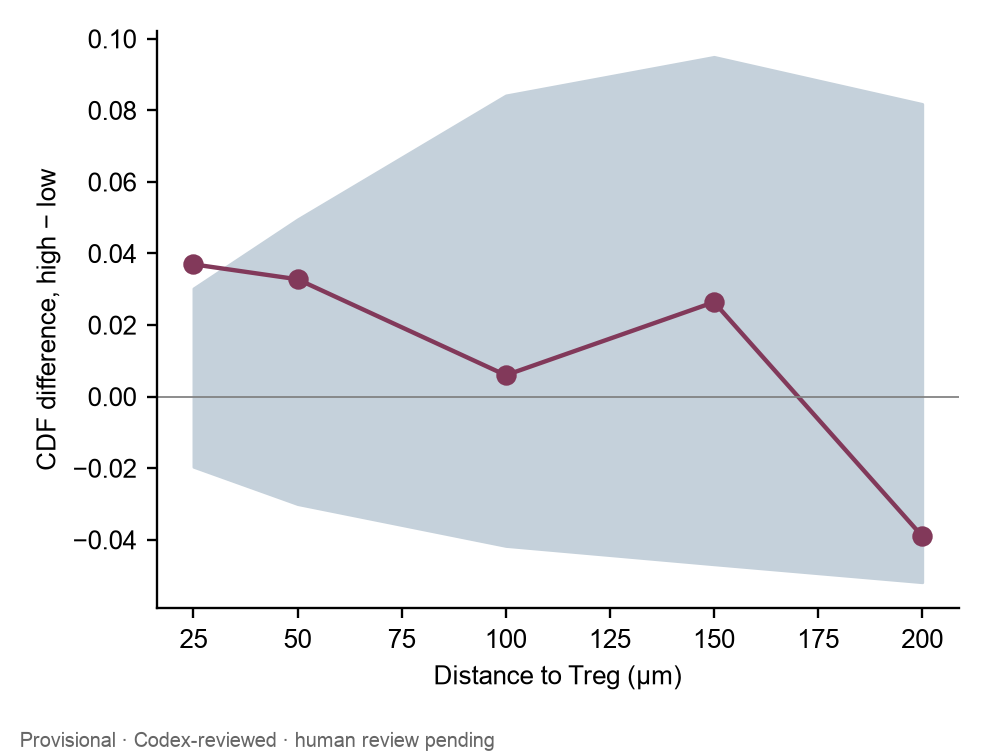 0.10
0.08
0.06
0.04
0.02
0.00
−0.02
−0.04
CDF difference, high − low
25 50 75 100 125 150 175 200
Distance to Treg (µm)
Provisional · Codex-reviewed · human review pending